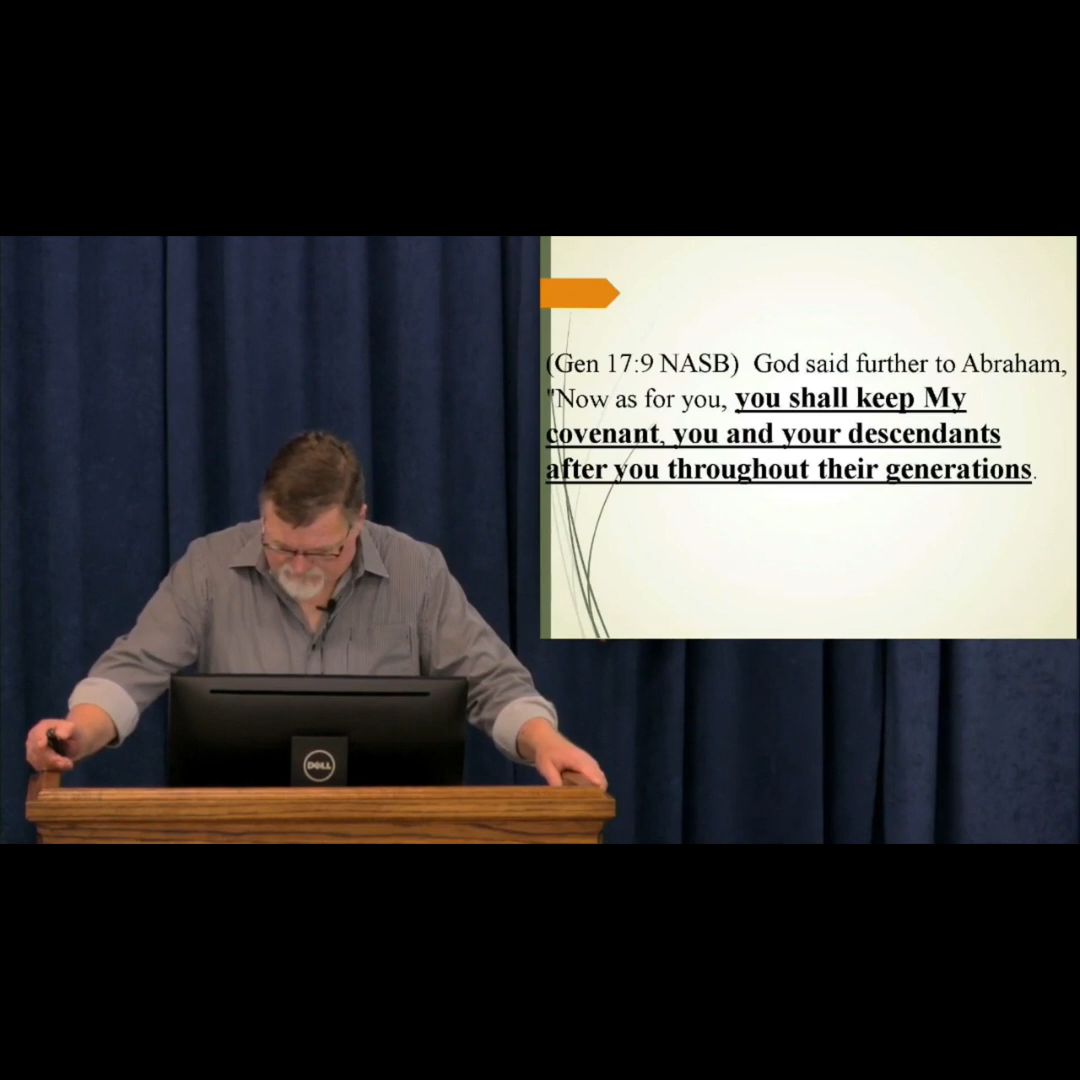 (Gen 17:9 NASB)  God said further to Abraham,
"Now as for you, you shall keep My
covenant, you and your descendants
after you throughout their generations.
DELL